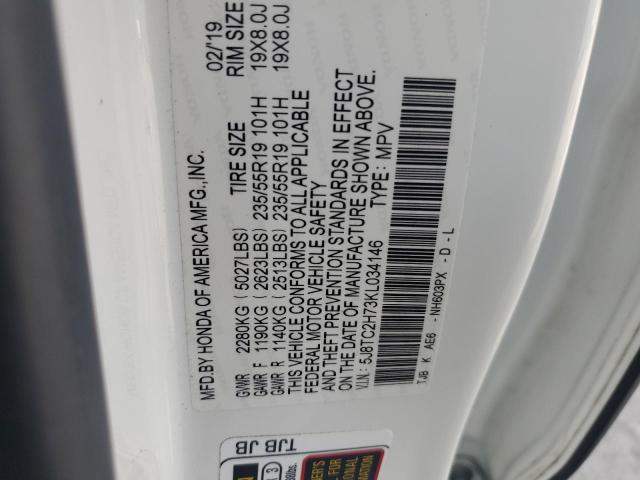 MFD.BY HONDA OF AMERICA MFG.,INC. 02/'19
GVWR 2280KG (5027LBS) TIRE SIZE RIM SIZE
GAWR F 1190KG (2623LBS) 235/55R19 101H 19X8.0J
GAWR R 1140KG (2513LBS) 235/55R19 101H 19X8.0J
THIS VEHICLE CONFORMS TO ALL APPLICABLE
FEDERAL MOTOR VEHICLE SAFETY
AND THEFT PREVENTION STANDARDS IN EFFECT
ON THE DATE OF MANUFACTURE SHOWN ABOVE.
V.I.N.: 5J8TC2H73KL034146 TYPE: MPV
TJB K AE6 - NH603PX - D - L
TJB JB